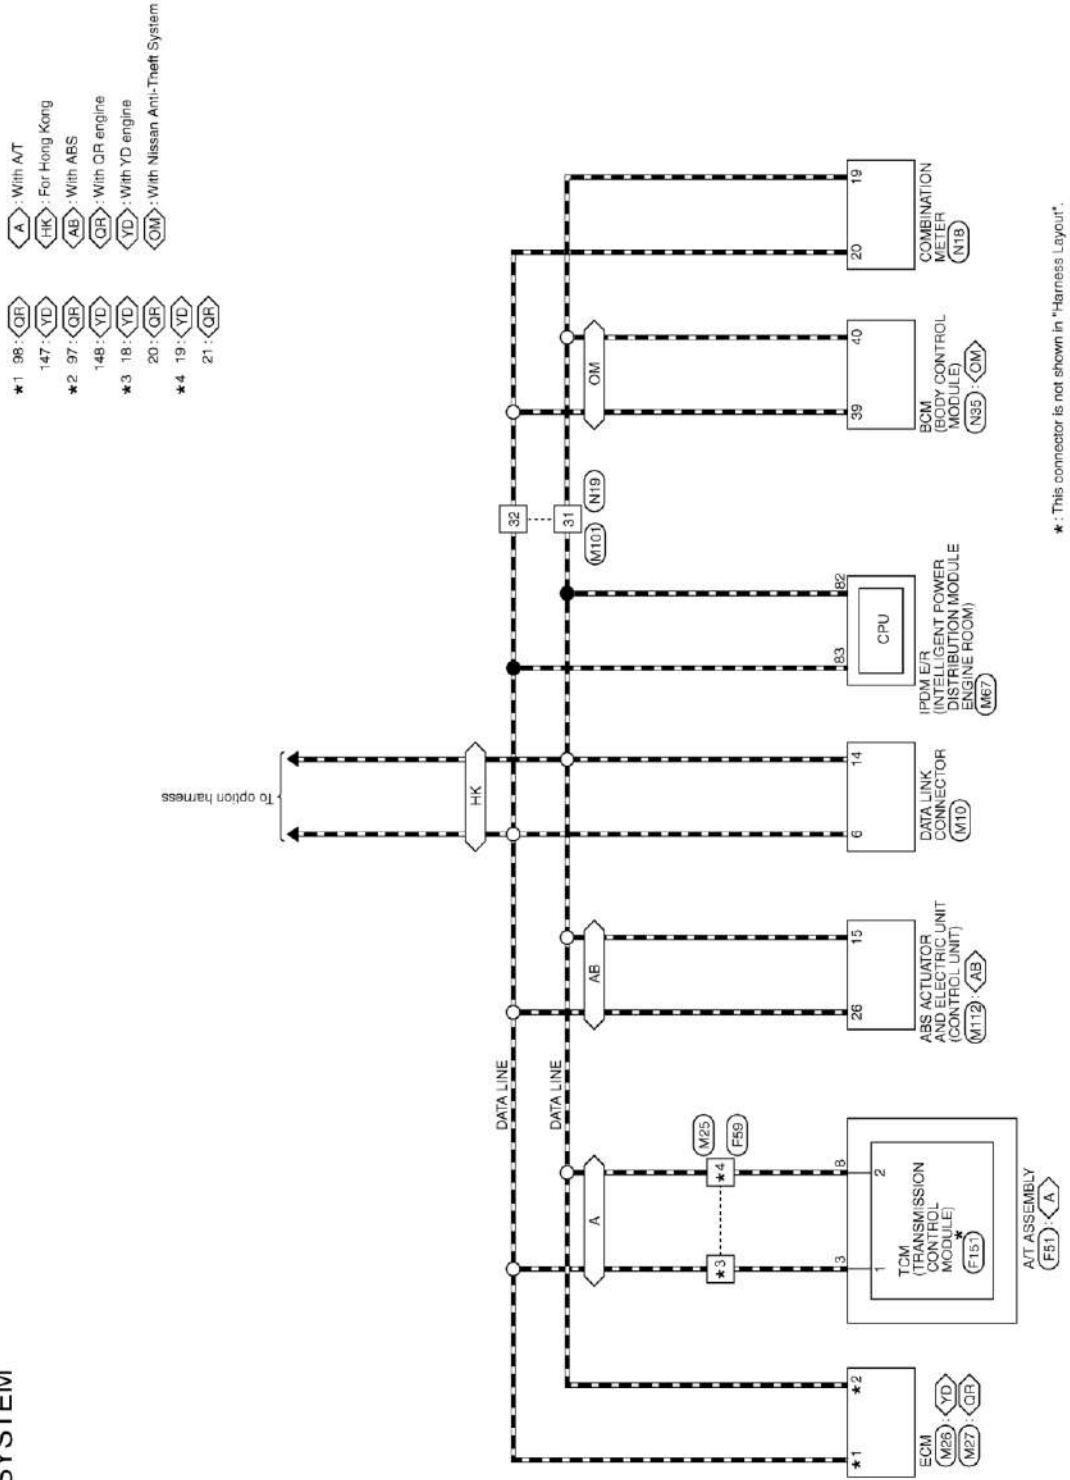 SYSTEM
A : With A/T
HK : For Hong Kong
AB : With ABS
QR : With QR engine
YD : With YD engine
OM : With Nissan Anti-Theft System
★1 98 : QR
147 : YD
★2 97 : QR
148 : YD
★3 18 : YD
20 : QR
★4 19 : YD
21 : QR
To option harness
HK
DATA LINE
DATA LINE
32
31
M101
N19
A
AB
OM
★3
★4
M25
F59
★1
★2
ECM
M26 : YD
M27 : QR
3
8
1
2
TCM
(TRANSMISSION
CONTROL
MODULE)
★
F151
A/T ASSEMBLY
F51 : A
26
15
ABS ACTUATOR
AND ELECTRIC UNIT
(CONTROL UNIT)
M112 : AB
6
14
DATA LINK
CONNECTOR
M10
83
82
CPU
IPDM E/R
(INTELLIGENT POWER
DISTRIBUTION MODULE
ENGINE ROOM)
M67
39
40
BCM
(BODY CONTROL
MODULE)
N35 : OM
20
19
COMBINATION
METER
N18
★ : This connector is not shown in "Harness Layout".